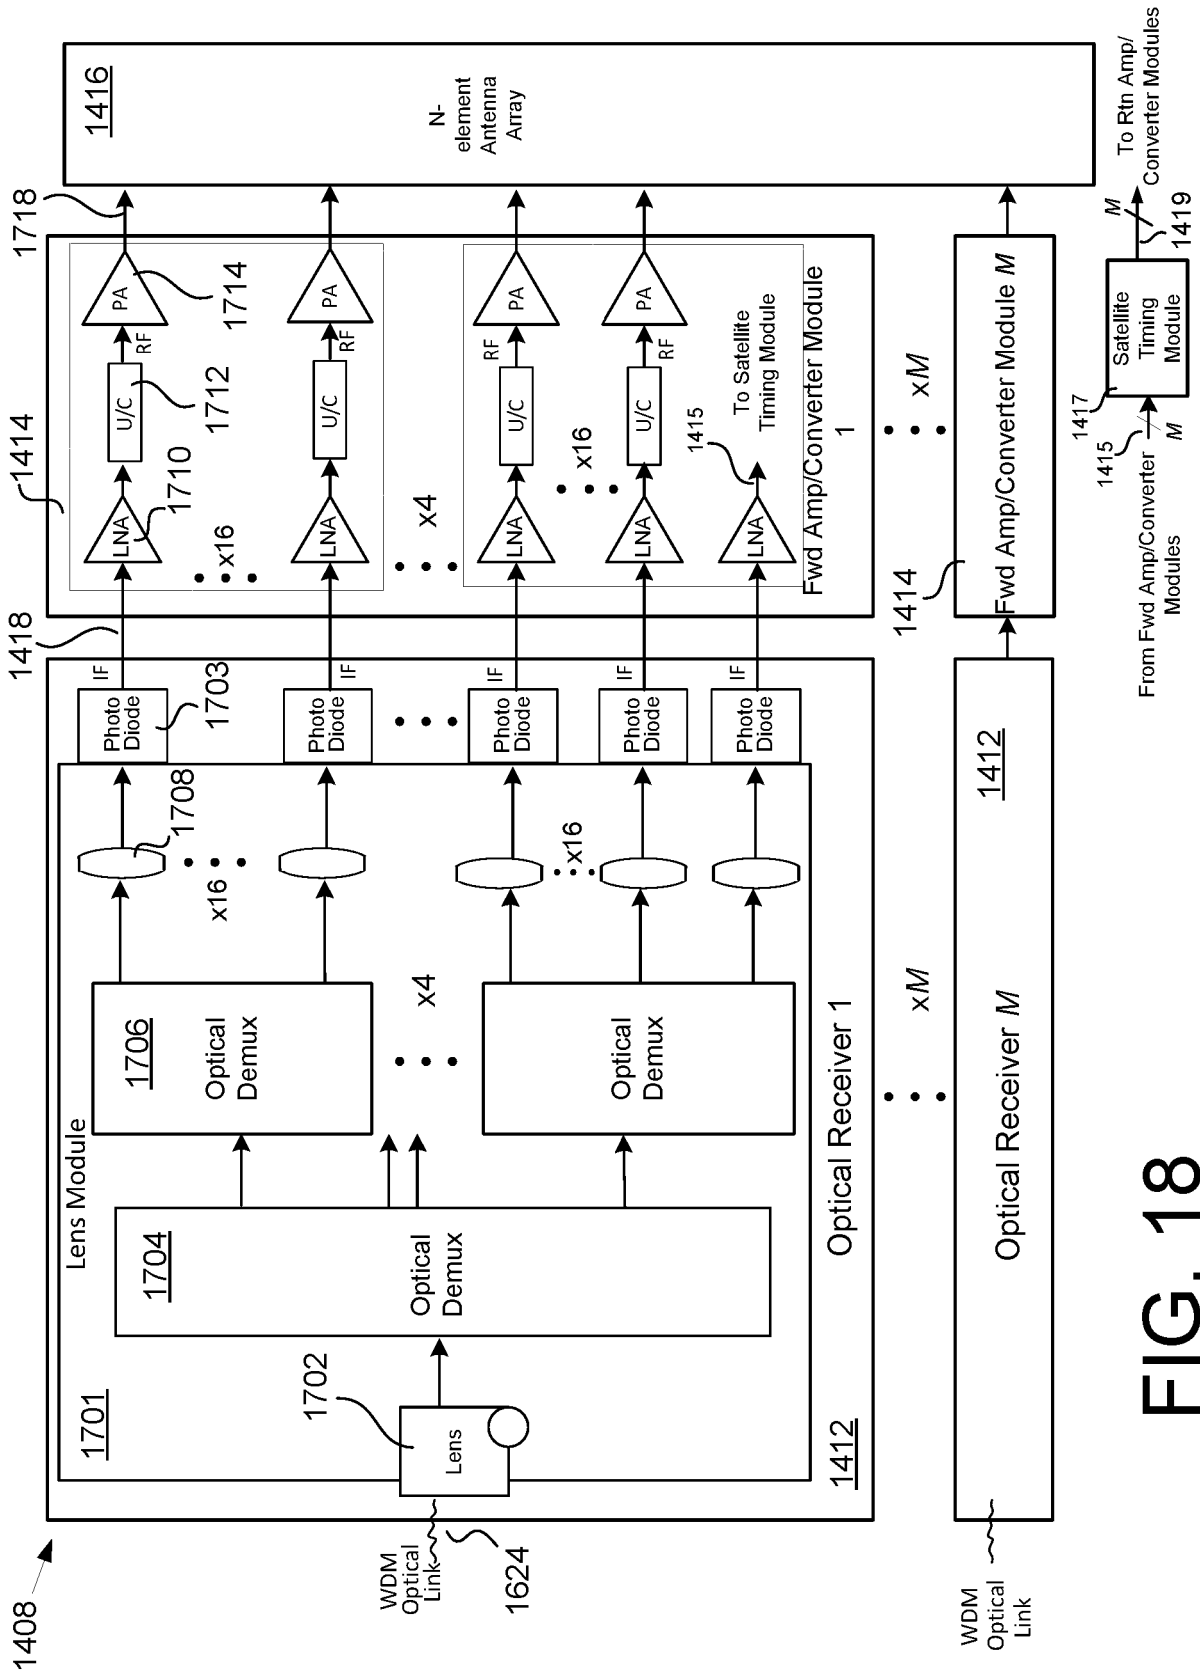 1408
WDM
Optical
Link
1624
1701
Lens Module
1702
Lens
1704
Optical
Demux
1706
Optical
Demux
x4
Optical
Demux
1708
x16
x16
1412
Optical Receiver 1
Photo
Diode
1703
Photo
Diode
Photo
Diode
Photo
Diode
Photo
Diode
IF
IF
IF
IF
1418
1414
LNA
1710
U/C
1712
RF
PA
1714
1718
x16
LNA
U/C
RF
PA
x4
LNA
U/C
RF
PA
x16
LNA
U/C
RF
PA
LNA
1415
To Satellite
Timing Module
Fwd Amp/Converter Module
1
1416
N-
element
Antenna
Array
xM
xM
WDM
Optical
Link
Optical Receiver M
1412
1414
Fwd Amp/Converter Module M
From Fwd Amp/Converter
Modules
1415
M
1417
Satellite
Timing
Module
M
1419
To Rtn Amp/
Converter Modules
FIG. 18